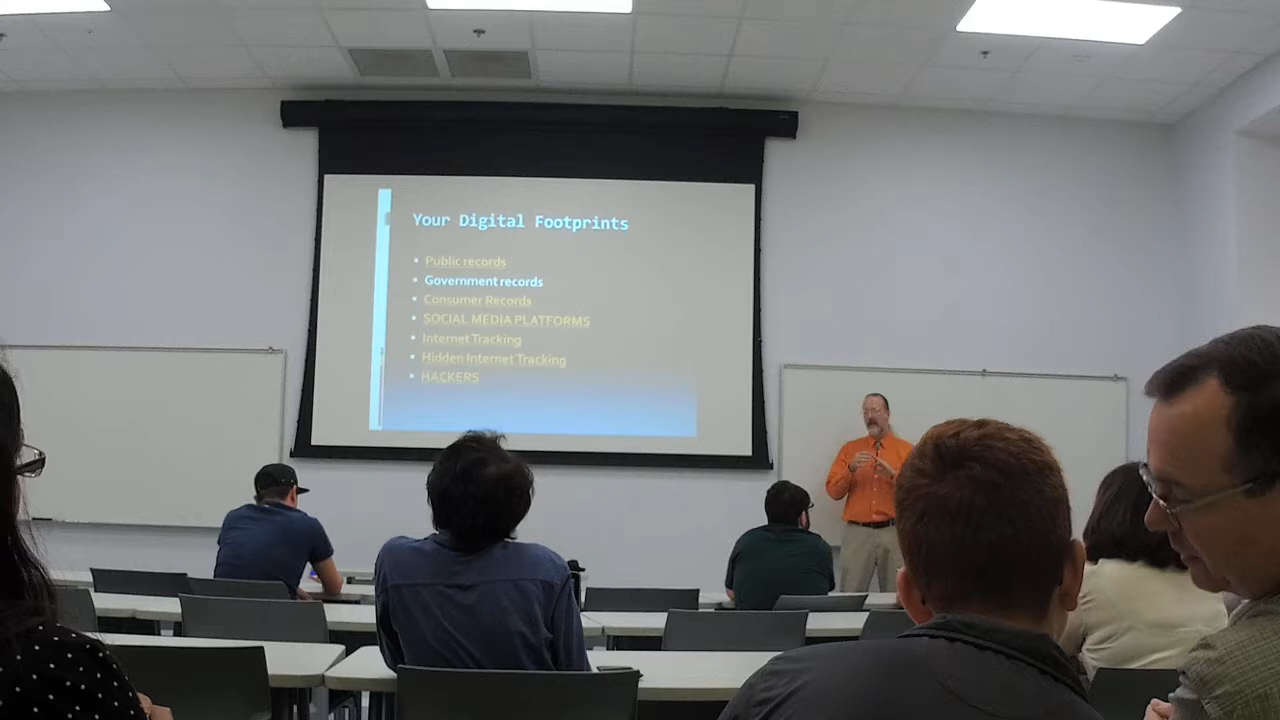 Your Digital Footprints
Public records
Government records
Consumer Records
SOCIAL MEDIA PLATFORMS
Internet Tracking
Hidden Internet Tracking
HACKERS